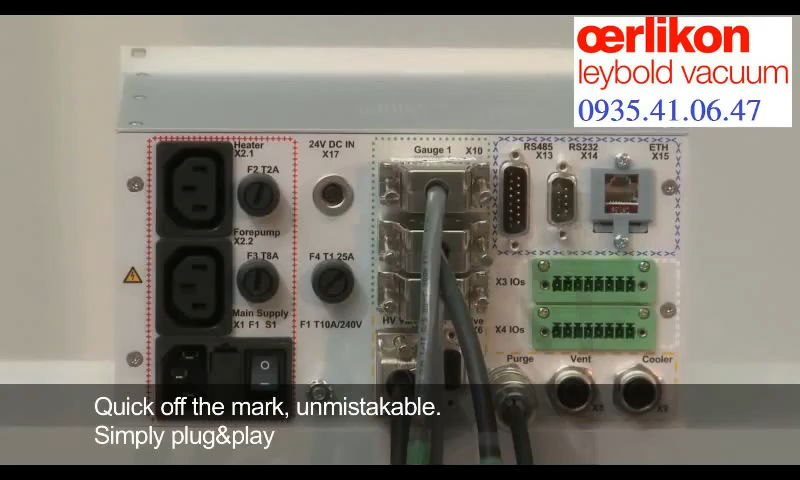 œrlikon
leybold vacuum
0935.41.06.47
Heater
X2.1
F2 T2A
24V DC IN
X17
Gauge 1 X10
RS485
X13
RS232
X14
ETH
X15
Forepump
X2.2
F3 T8A
F4 T1.25A
X3 IOs
X4 IOs
Main Supply
X1 F1 S1
F1 T10A/240V
Purge
Vent
Cooler
Quick off the mark, unmistakable.
Simply plug&play